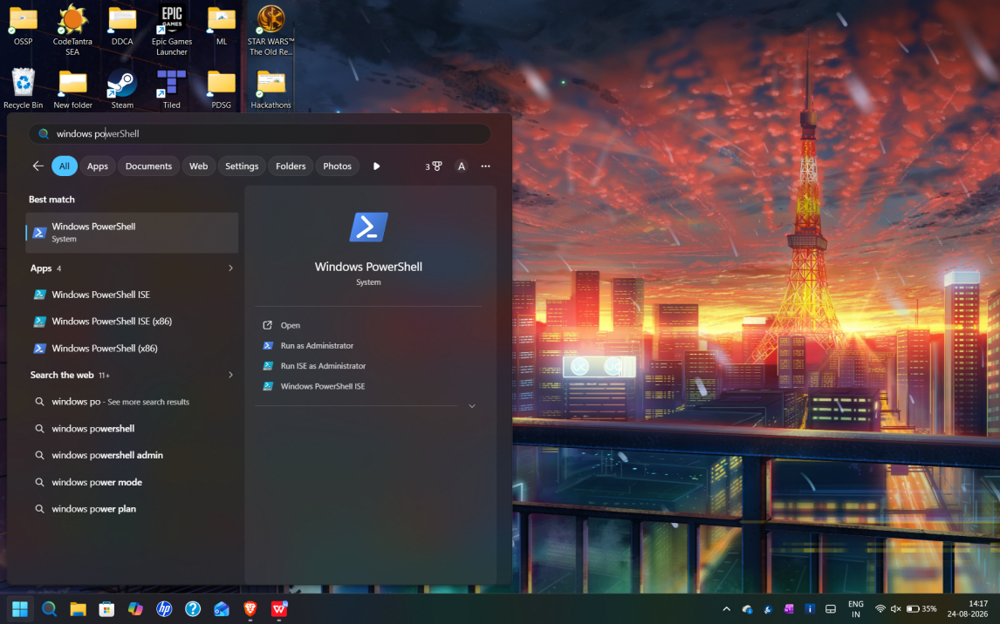 OSSP
CodeTantra
SEA
DDCA
EPIC
GAMES
Epic Games
Launcher
ML
STAR WARS™
The Old Re...
Recycle Bin
New folder
Steam
Tiled
PDSG
Hackathons
windows powerShell
All
Apps
Documents
Web
Settings
Folders
Photos
3
A
Best match
Windows PowerShell
System
Apps 4
Windows PowerShell ISE
Windows PowerShell ISE (x86)
Windows PowerShell (x86)
Search the web 11+
windows po - See more search results
windows powershell
windows powershell admin
windows power mode
windows power plan
Windows PowerShell
System
Open
Run as Administrator
Run ISE as Administrator
Windows PowerShell ISE
UC UC
hp
ENG
IN
35%
14:17
24-08-2026